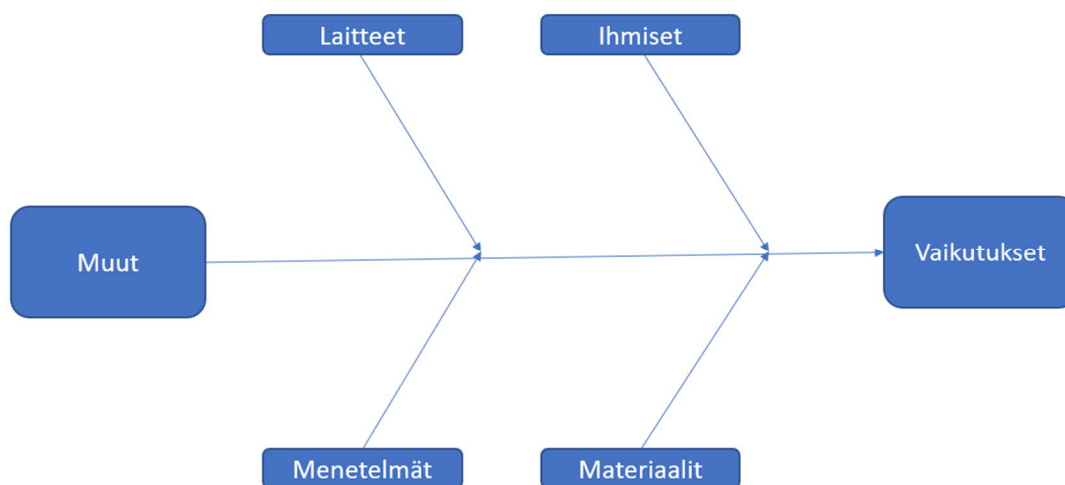 Laitteet
Ihmiset
Muut
Vaikutukset
Menetelmät
Materiaalit